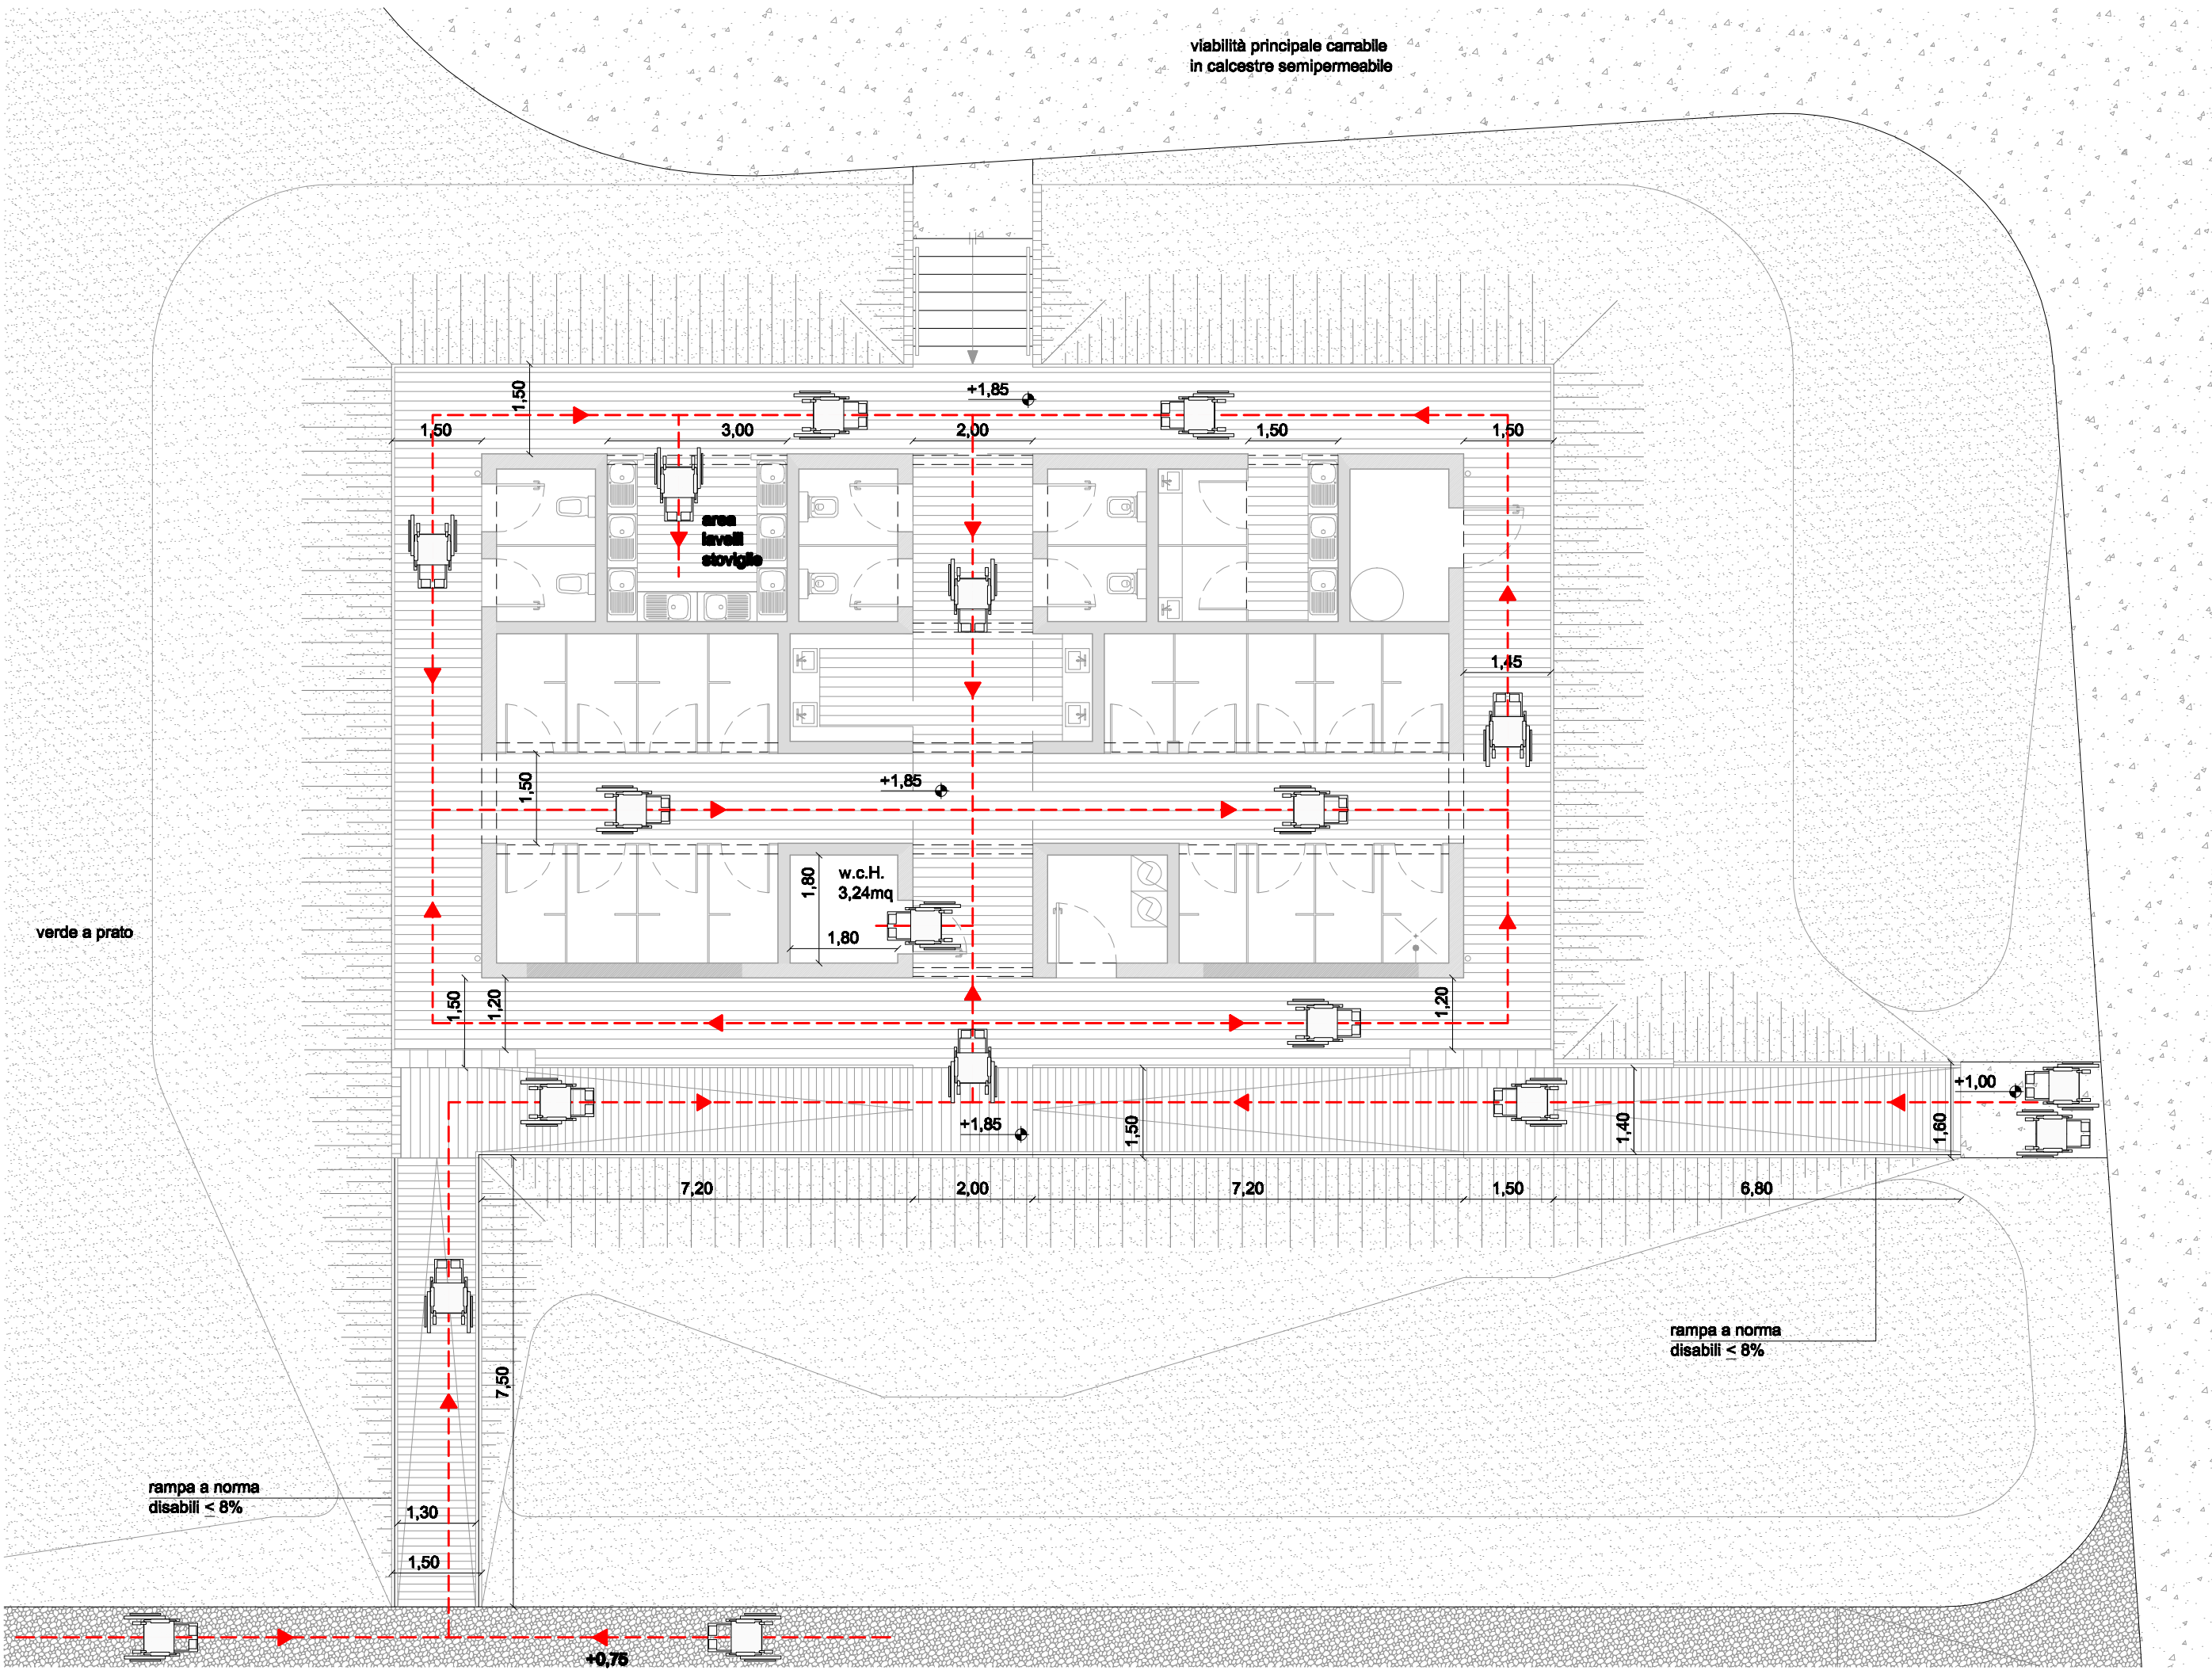 viabilità principale carrabile
in calcestre semipermeabile
1,50
+1,85
1,50
3,00
2,00
1,50
1,50
area
lavelli
stoviglie
1,45
1,50
+1,85
w.c.H.
3,24mq
1,80
1,80
verde a prato
1,50
1,20
1,20
+1,00
+1,85
1,50
1,40
1,60
7,20
2,00
7,20
1,50
6,80
rampa a norma
disabili ≤ 8%
7,50
rampa a norma
disabili ≤ 8%
1,30
1,50
+0,75